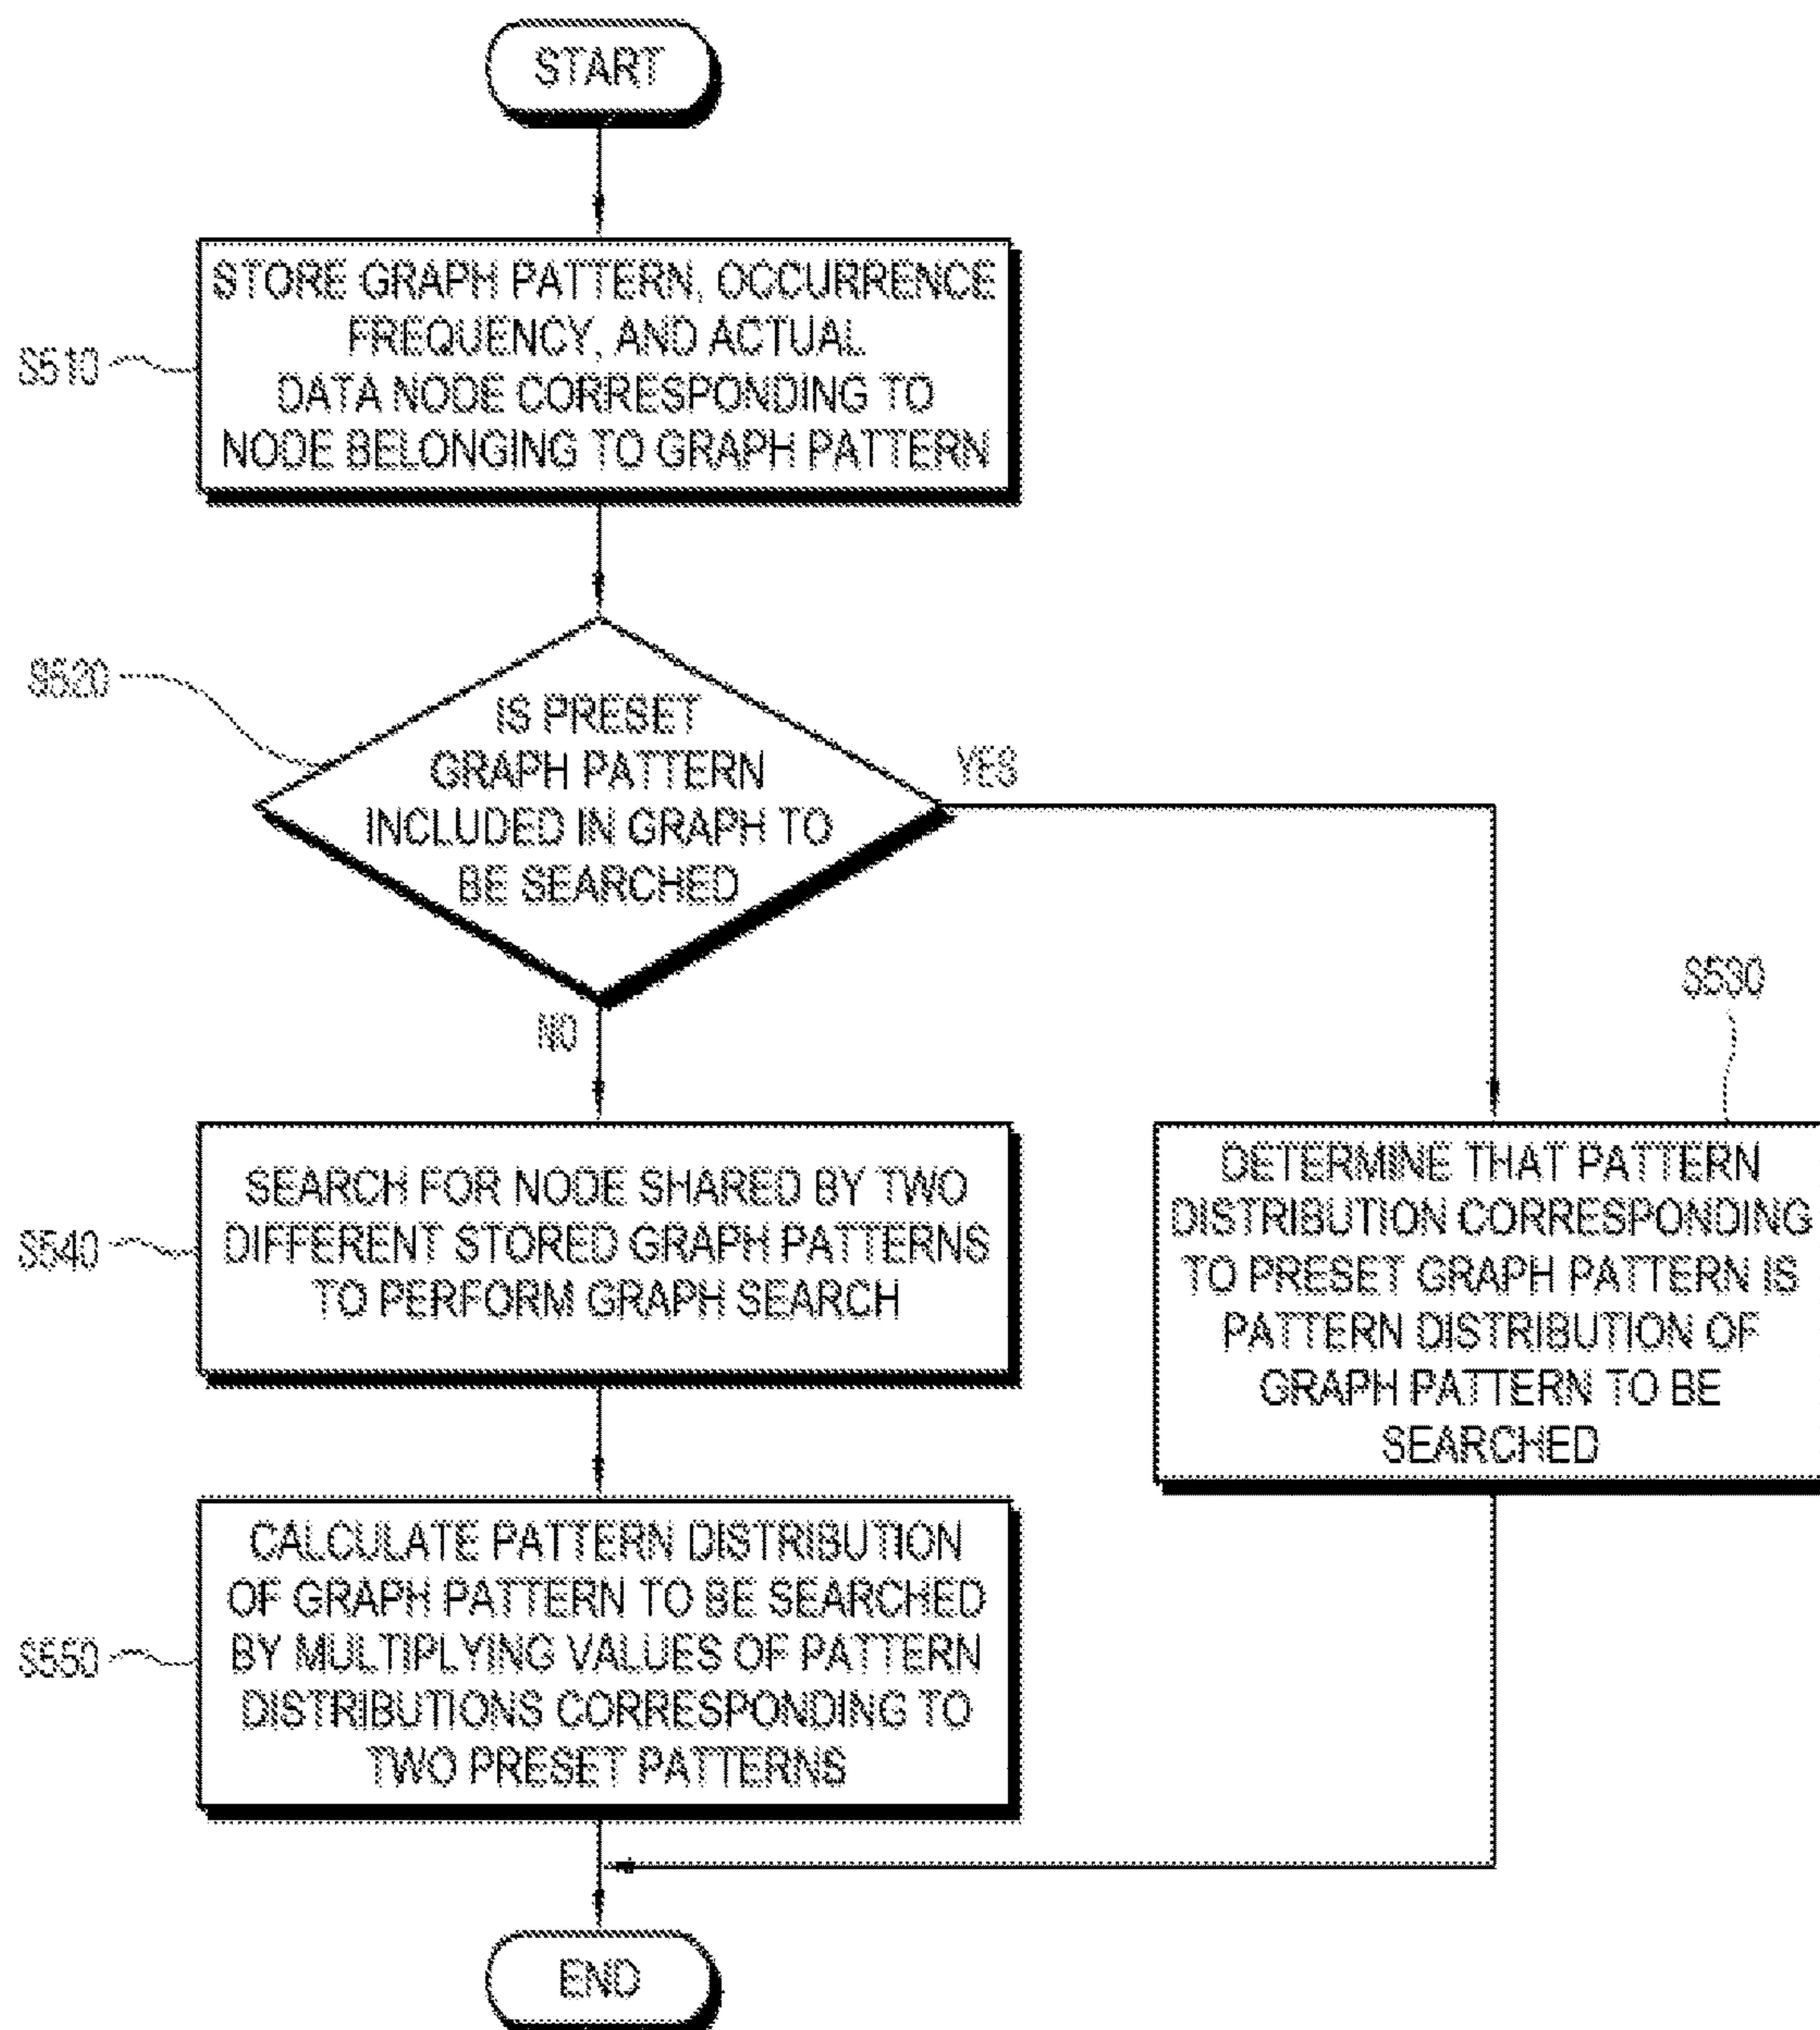 START
STORE GRAPH PATTERN, OCCURRENCE
FREQUENCY, AND ACTUAL
DATA NODE CORRESPONDING TO
NODE BELONGING TO GRAPH PATTERN
S510
S520
IS PRESET
GRAPH PATTERN
INCLUDED IN GRAPH TO
BE SEARCHED
YES
NO
S530
DETERMINE THAT PATTERN
DISTRIBUTION CORRESPONDING
TO PRESET GRAPH PATTERN IS
PATTERN DISTRIBUTION OF
GRAPH PATTERN TO BE
SEARCHED
S540
SEARCH FOR NODE SHARED BY TWO
DIFFERENT STORED GRAPH PATTERNS
TO PERFORM GRAPH SEARCH
S550
CALCULATE PATTERN DISTRIBUTION
OF GRAPH PATTERN TO BE SEARCHED
BY MULTIPLYING VALUES OF PATTERN
DISTRIBUTIONS CORRESPONDING TO
TWO PRESET PATTERNS
END